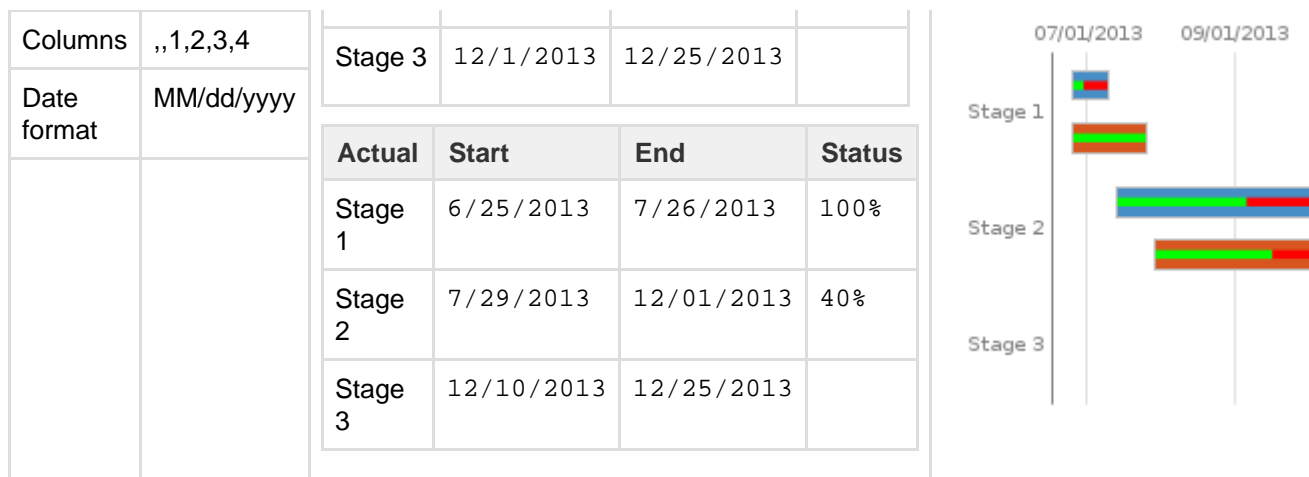 Columns ,,1,2,3,4
Date format MM/dd/yyyy
Stage 3 12/1/2013 12/25/2013
Actual Start End Status
Stage 1 6/25/2013 7/26/2013 100%
Stage 2 7/29/2013 12/01/2013 40%
Stage 3 12/10/2013 12/25/2013
07/01/2013 09/01/2013
Stage 1
Stage 2
Stage 3